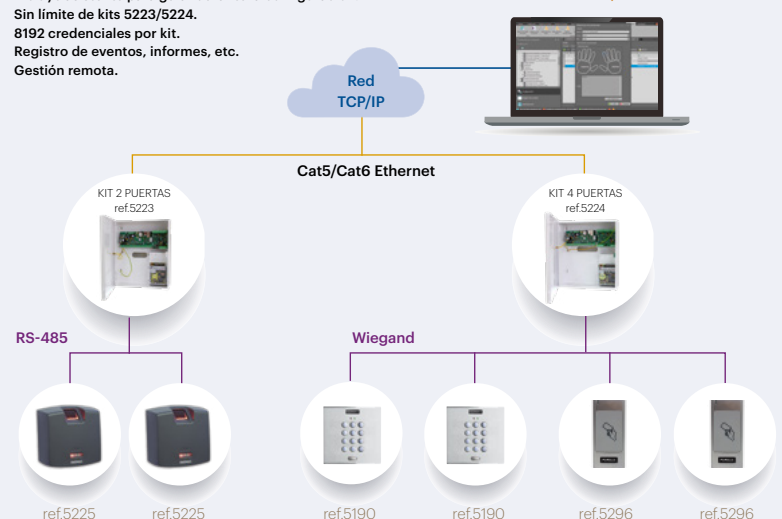 Sin límite de kits 5223/5224.
8192 credenciales por kit.
Registro de eventos, informes, etc.
Gestión remota.
Red
TCP/IP
Cat5/Cat6 Ethernet
KIT 2 PUERTAS
ref.5223
KIT 4 PUERTAS
ref.5224
RS-485
Wiegand
ref.5225
ref.5225
ref.5190
ref.5190
ref.5296
ref.5296